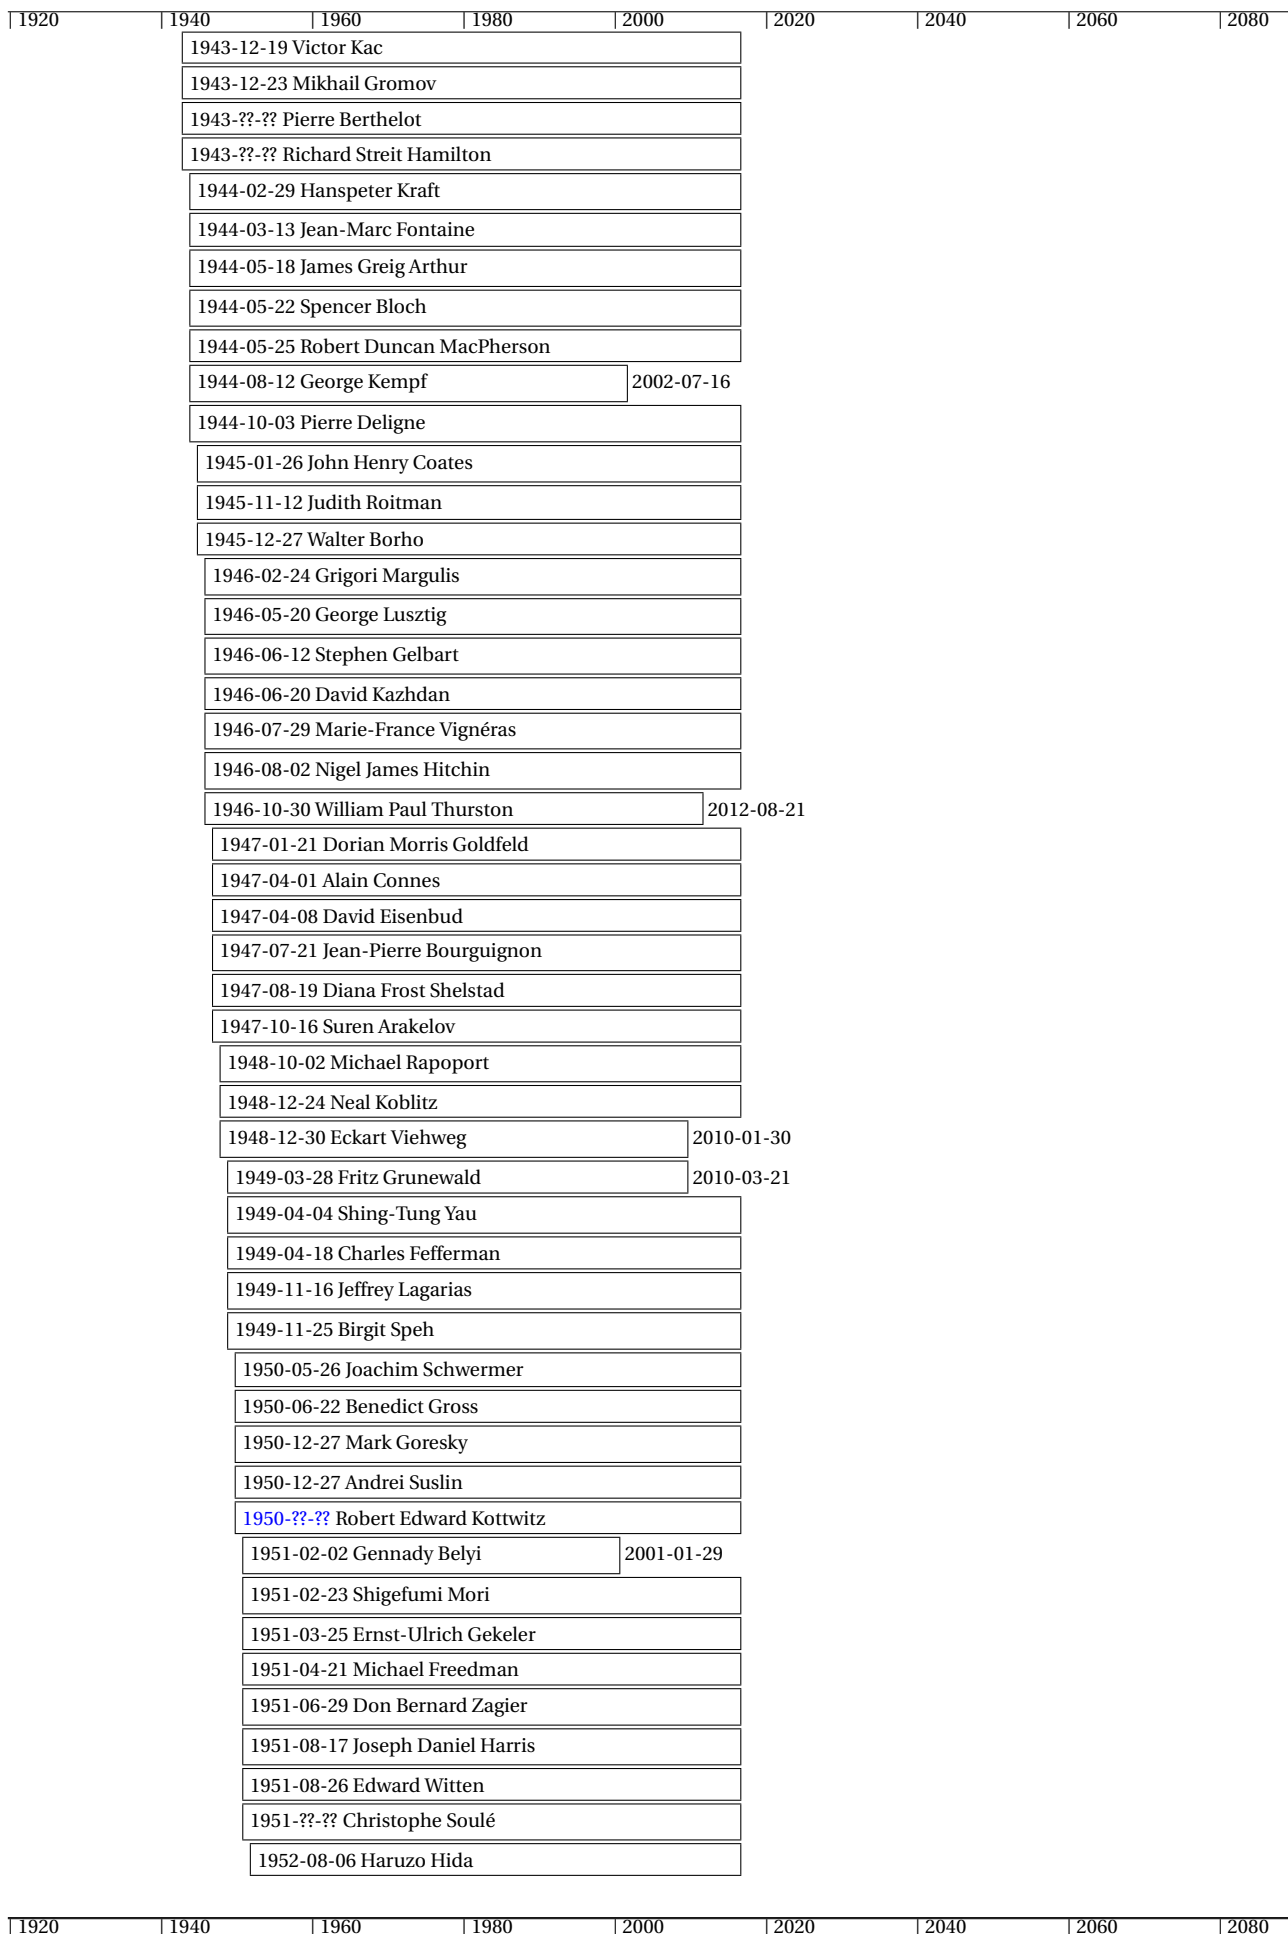 1920 1940 1960 1980 2000 2020 2040 2060 2080
1943-12-19 Victor Kac
1943-12-23 Mikhail Gromov
1943-??-?? Pierre Berthelot
1943-??-?? Richard Streit Hamilton
1944-02-29 Hanspeter Kraft
1944-03-13 Jean-Marc Fontaine
1944-05-18 James Greig Arthur
1944-05-22 Spencer Bloch
1944-05-25 Robert Duncan MacPherson
1944-08-12 George Kempf 2002-07-16
1944-10-03 Pierre Deligne
1945-01-26 John Henry Coates
1945-11-12 Judith Roitman
1945-12-27 Walter Borho
1946-02-24 Grigori Margulis
1946-05-20 George Lusztig
1946-06-12 Stephen Gelbart
1946-06-20 David Kazhdan
1946-07-29 Marie-France Vignéras
1946-08-02 Nigel James Hitchin
1946-10-30 William Paul Thurston 2012-08-21
1947-01-21 Dorian Morris Goldfeld
1947-04-01 Alain Connes
1947-04-08 David Eisenbud
1947-07-21 Jean-Pierre Bourguignon
1947-08-19 Diana Frost Shelstad
1947-10-16 Suren Arakelov
1948-10-02 Michael Rapoport
1948-12-24 Neal Koblitz
1948-12-30 Eckart Viehweg 2010-01-30
1949-03-28 Fritz Grunewald 2010-03-21
1949-04-04 Shing-Tung Yau
1949-04-18 Charles Fefferman
1949-11-16 Jeffrey Lagarias
1949-11-25 Birgit Speh
1950-05-26 Joachim Schwermer
1950-06-22 Benedict Gross
1950-12-27 Mark Goresky
1950-12-27 Andrei Suslin
1950-??-?? Robert Edward Kottwitz
1951-02-02 Gennady Belyi 2001-01-29
1951-02-23 Shigefumi Mori
1951-03-25 Ernst-Ulrich Gekeler
1951-04-21 Michael Freedman
1951-06-29 Don Bernard Zagier
1951-08-17 Joseph Daniel Harris
1951-08-26 Edward Witten
1951-??-?? Christophe Soulé
1952-08-06 Haruzo Hida
1920 1940 1960 1980 2000 2020 2040 2060 2080